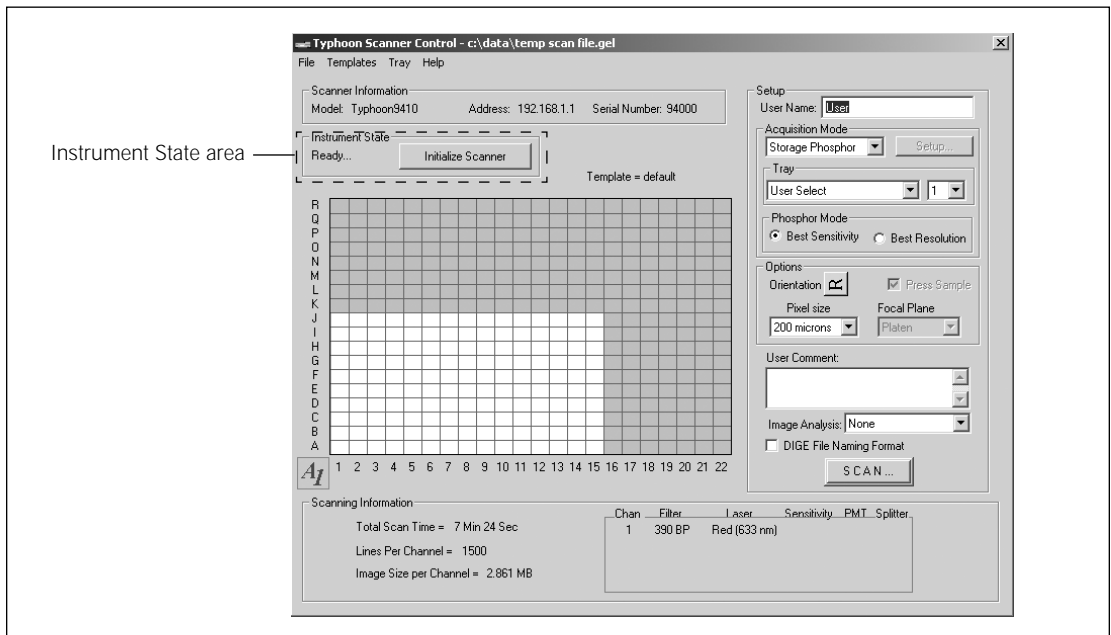 Typhoon Scanner Control - c:\data\temp scan file.gel
File Templates Tray Help
Scanner Information
Model: Typhoon9410 Address: 192.168.1.1 Serial Number: 94000
Instrument State area
Instrument State
Ready... Initialize Scanner
Template = default
R
Q
P
O
N
M
L
K
J
I
H
G
F
E
D
C
B
A
A1
1 2 3 4 5 6 7 8 9 10 11 12 13 14 15 16 17 18 19 20 21 22
Setup
User Name: User
Acquisition Mode
Storage Phosphor Setup...
Tray
User Select 1
Phosphor Mode
Best Sensitivity Best Resolution
Options
Orientation R Press Sample
Pixel size Focal Plane
200 microns Platen
User Comment:
Image Analysis: None
DIGE File Naming Format
SCAN...
Scanning Information
Total Scan Time = 7 Min 24 Sec
Lines Per Channel = 1500
Image Size per Channel = 2.861 MB
Chan Filter Laser Sensitivity PMT Splitter
1 390 BP Red (633 nm)